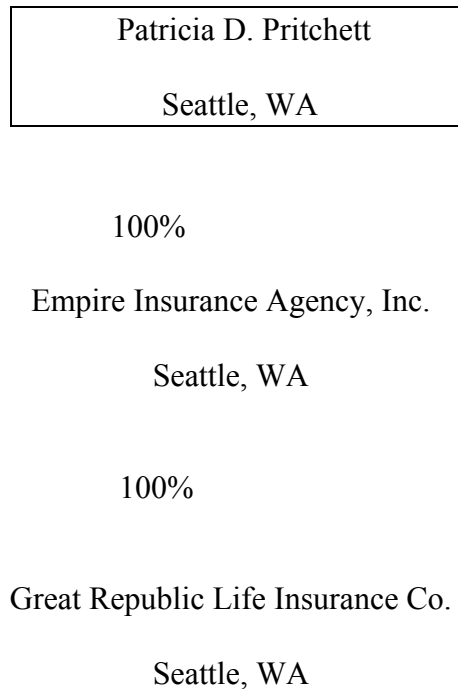 Patricia D. Pritchett
Seattle, WA
100%
Empire Insurance Agency, Inc.
Seattle, WA
100%
Great Republic Life Insurance Co.
Seattle, WA